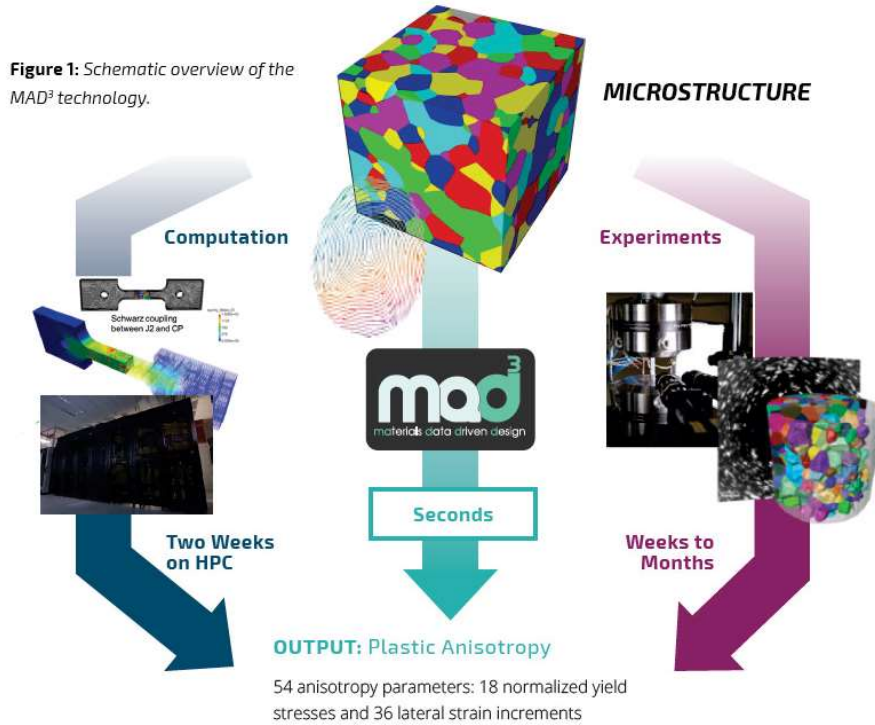 Figure 1: Schematic overview of the
MAD³ technology.
MICROSTRUCTURE
Computation
Experiments
Schwarz coupling
between J2 and CP
mad³
materials data driven design
Seconds
Two Weeks
on HPC
Weeks to
Months
OUTPUT: Plastic Anisotropy
54 anisotropy parameters: 18 normalized yield
stresses and 36 lateral strain increments